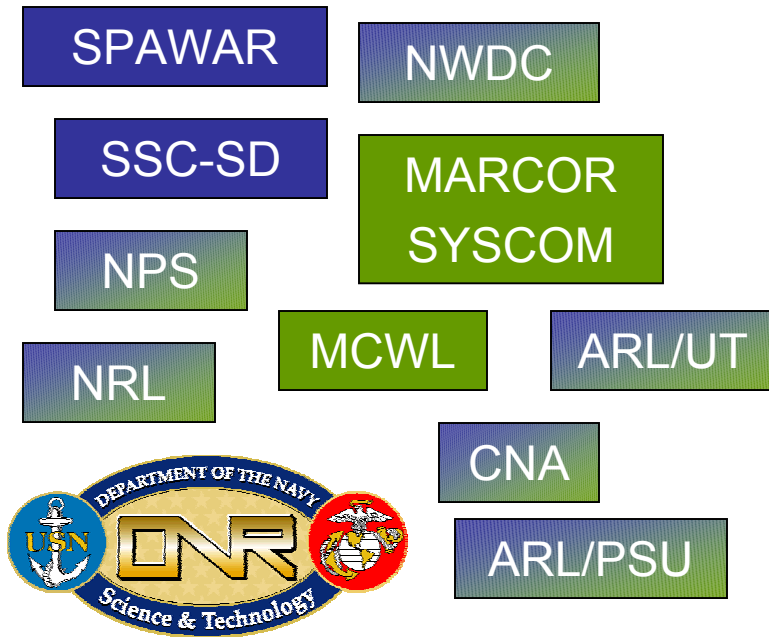 SPAWAR
NWDC
SSC-SD
MARCOR
SYSCOM
NPS
MCWL
ARL/UT
NRL
CNA
DEPARTMENT OF THE NAVY
USN
ONR
Science & Technology
ARL/PSU